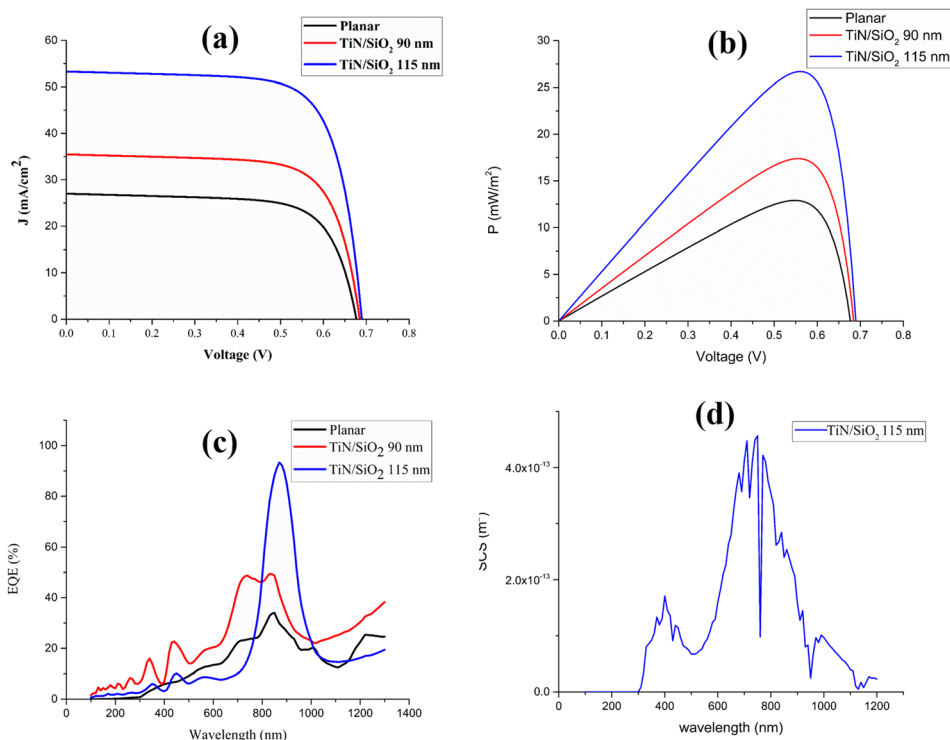 (a)
Planar
TiN/SiO₂ 90 nm
TiN/SiO₂ 115 nm
60
50
40
30
20
10
0
J (mA/cm²)
0.0 0.1 0.2 0.3 0.4 0.5 0.6 0.7 0.8
Voltage (V)
(b)
Planar
TiN/SiO₂ 90 nm
TiN/SiO₂ 115 nm
30
25
20
15
10
5
0
P (mW/m²)
0.0 0.1 0.2 0.3 0.4 0.5 0.6 0.7 0.8
Voltage (V)
(c)
Planar
TiN/SiO₂ 90 nm
TiN/SiO₂ 115 nm
100
80
60
40
20
0
EQE (%)
0 200 400 600 800 1000 1200 1400
Wavelength (nm)
(d)
TiN/SiO₂ 115 nm
4.0x10⁻¹³
2.0x10⁻¹³
0.0
SCS
0 200 400 600 800 1000 1200
wavelength (nm)